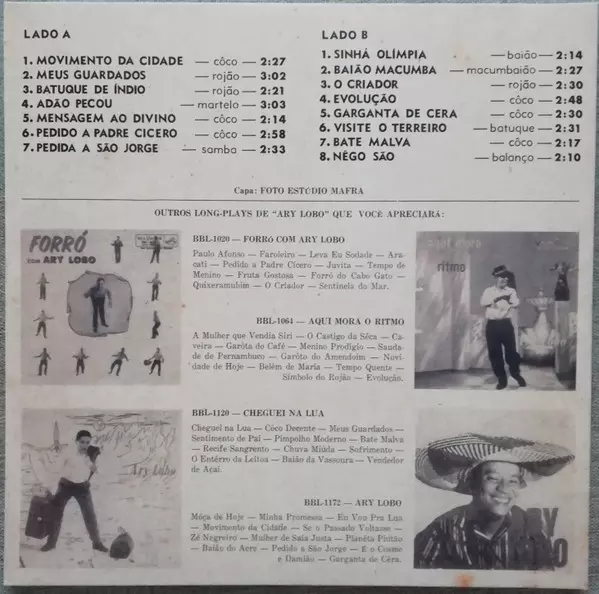 LADO A
1. MOVIMENTO DA CIDADE — côco — 2:27
2. MEUS GUARDADOS — rojão — 3:02
3. BATUQUE DE ÍNDIO — rojão — 2:21
4. ADÃO PECOU — martelo — 3:03
5. MENSAGEM AO DIVINO — côco — 2:14
6. PEDIDO A PADRE CICERO — côco — 2:58
7. PEDIDA A SÃO JORGE — samba — 2:33
LADO B
1. SINHÁ OLÍMPIA — baião — 2:14
2. BAIÃO MACUMBA — macumbaião — 2:27
3. O CRIADOR — rojão — 2:30
4. EVOLUÇÃO — côco — 2:48
5. GARGANTA DE CERA — côco — 2:30
6. VISITE O TERREIRO — batuque — 2:31
7. BATE MALVA — côco — 2:17
8. NÊGO SÃO — balanço — 2:10
Capa: FOTO ESTÚDIO MAFRA
OUTROS LONG-PLAYS DE "ARY LOBO" QUE VOCÊ APRECIARÁ:
FORRÓ
COM ARY LOBO
BBL-1020 — FORRÓ COM ARY LOBO
Paulo Afonso — Faroleiro — Leva Eu Sodade — Ara-
cati — Pedido a Padre Cícero — Juvita — Tempo de
Menino — Fruta Gostosa — Forró do Cabo Gato —
Quixeramubim — O Criador — Sentinela do Mar.
aqui mora
ritmo
BBL-1064 — AQUI MORA O RITMO
A Mulher que Vendia Siri — O Castigo da Sêca — Ca-
veira — Garôta do Café — Menino Prodígio — Sauda-
de de Pernambuco — Garôto do Amendoim — Novi-
dade de Hoje — Belém de Maria — Tempo Quente —
Símbolo do Rojão — Evolução.
Ary Lobo
BBL-1120 — CHEGUEI NA LUA
Cheguei na Lua — Côco Decente — Meus Guardados —
Sentimento de Pai — Pimpolho Moderno — Bate Malva
— Recife Sangrento — Chuva Miúda — Sofrimento —
O Entêrro da Leitoa — Baião da Vassoura — Vendedor
de Açaí.
BBL-1172 — ARY LOBO
Môça de Hoje — Minha Promessa — Eu Vou Pra Lua
— Movimento da Cidade — Se o Passado Voltasse —
Zé Negreiro — Mulher de Saia Justa — Planêta Plutão
— Baião do Acre — Pedido a São Jorge — E o Cosme
e Damião — Garganta de Cêra.